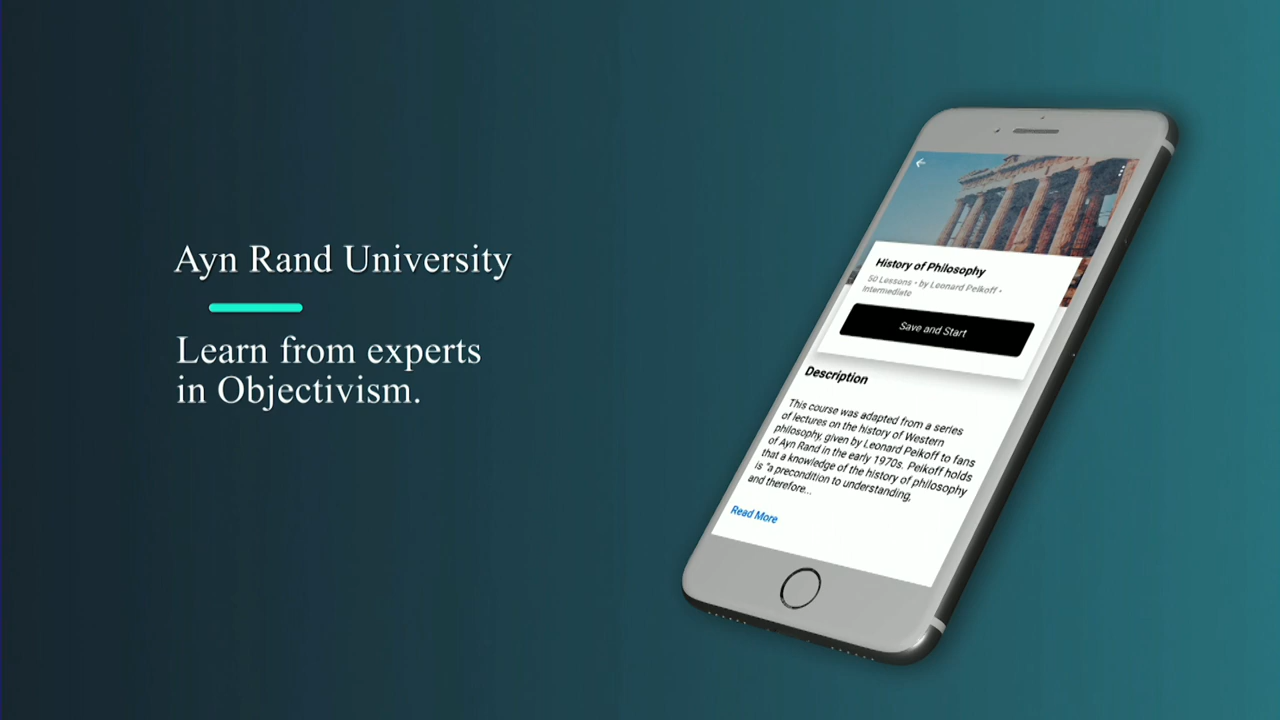 Ayn Rand University
Learn from experts
in Objectivism.
History of Philosophy
50 Lessons • by Leonard Peikoff •
Intermediate
Save and Start
Description
This course was adapted from a series
of lectures on the history of Western
philosophy, given by Leonard Peikoff to fans
of Ayn Rand in the early 1970s. Peikoff holds
that a knowledge of the history of philosophy
is "a precondition to understanding,
and therefore...
Read More